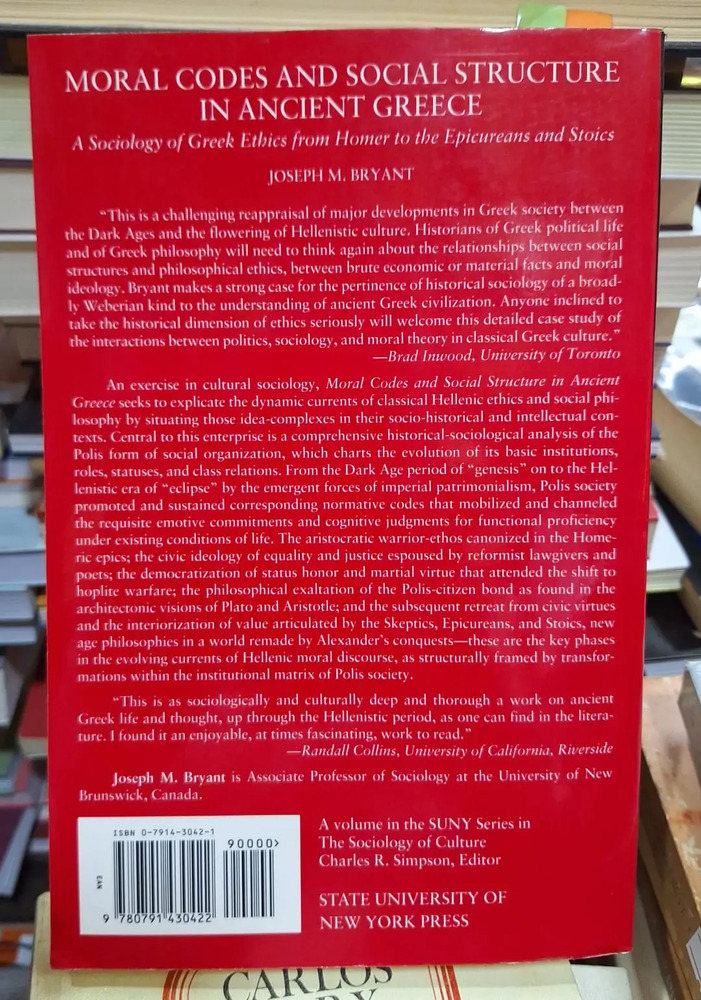 MORAL CODES AND SOCIAL STRUCTURE
IN ANCIENT GREECE
A Sociology of Greek Ethics from Homer to the Epicureans and Stoics
JOSEPH M. BRYANT
“This is a challenging reappraisal of major developments in Greek society between
the Dark Ages and the flowering of Hellenistic culture. Historians of Greek political life
and of Greek philosophy will need to think again about the relationships between social
structures and philosophical ethics, between brute economic or material facts and moral
ideology. Bryant makes a strong case for the pertinence of historical sociology of a broad-
ly Weberian kind to the understanding of ancient Greek civilization. Anyone inclined to
take the historical dimension of ethics seriously will welcome this detailed case study of
the interactions between politics, sociology, and moral theory in classical Greek culture.”
—Brad Inwood, University of Toronto
An exercise in cultural sociology, Moral Codes and Social Structure in Ancient
Greece seeks to explicate the dynamic currents of classical Hellenic ethics and social phi-
losophy by situating those idea-complexes in their socio-historical and intellectual con-
texts. Central to this enterprise is a comprehensive historical-sociological analysis of the
Polis form of social organization, which charts the evolution of its basic institutions,
roles, statuses, and class relations. From the Dark Age period of “genesis” on to the Hel-
lenistic era of “eclipse” by the emergent forces of imperial patrimonialism, Polis society
promoted and sustained corresponding normative codes that mobilized and channeled
the requisite emotive commitments and cognitive judgments for functional proficiency
under existing conditions of life. The aristocratic warrior-ethos canonized in the Home-
ric epics; the civic ideology of equality and justice espoused by reformist lawgivers and
poets; the democratization of status honor and martial virtue that attended the shift to
hoplite warfare; the philosophical exaltation of the Polis-citizen bond as found in the
architectonic visions of Plato and Aristotle; and the subsequent retreat from civic virtues
and the interiorization of value articulated by the Skeptics, Epicureans, and Stoics, new
age philosophies in a world remade by Alexander’s conquests—these are the key phases
in the evolving currents of Hellenic moral discourse, as structurally framed by transfor-
mations within the institutional matrix of Polis society.
“This is as sociologically and culturally deep and thorough a work on ancient
Greek life and thought, up through the Hellenistic period, as one can find in the litera-
ture. I found it an enjoyable, at times fascinating, work to read.”
—Randall Collins, University of California, Riverside
Joseph M. Bryant is Associate Professor of Sociology at the University of New
Brunswick, Canada.
ISBN 0-7914-3042-1
90000>
EAN
9 780791 430422
A volume in the SUNY Series in
The Sociology of Culture
Charles R. Simpson, Editor
STATE UNIVERSITY OF
NEW YORK PRESS
CARLOS